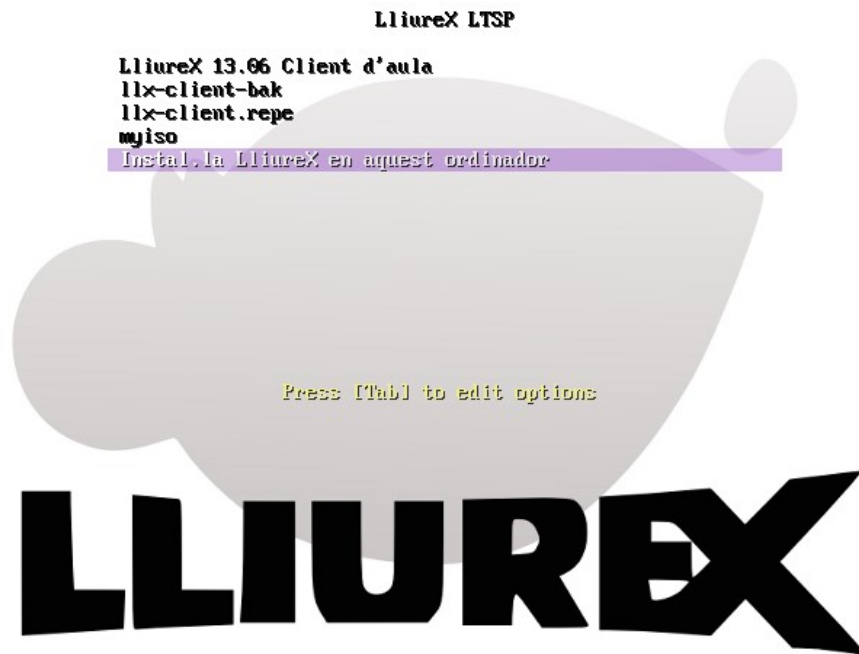 LliureX LTSP
LliureX 13.06 Client d'aula
llx-client-bak
llx-client.repe
myiso
Instal.la LliureX en aquest ordinador
Press [Tab] to edit options
LLIUREX